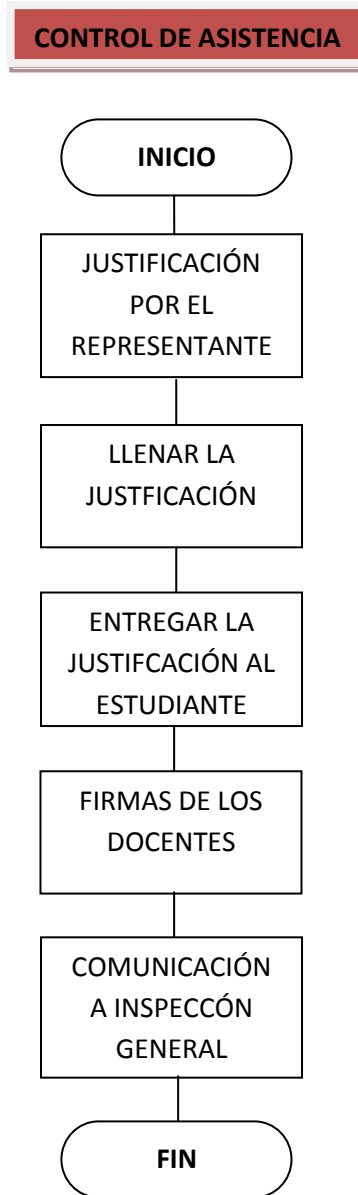 CONTROL DE ASISTENCIA
INICIO
JUSTIFICACIÓN
POR EL
REPRESENTANTE
LLENAR LA
JUSTFICACIÓN
ENTREGAR LA
JUSTIFCACIÓN AL
ESTUDIANTE
FIRMAS DE LOS
DOCENTES
COMUNICACIÓN
A INSPECCÓN
GENERAL
FIN